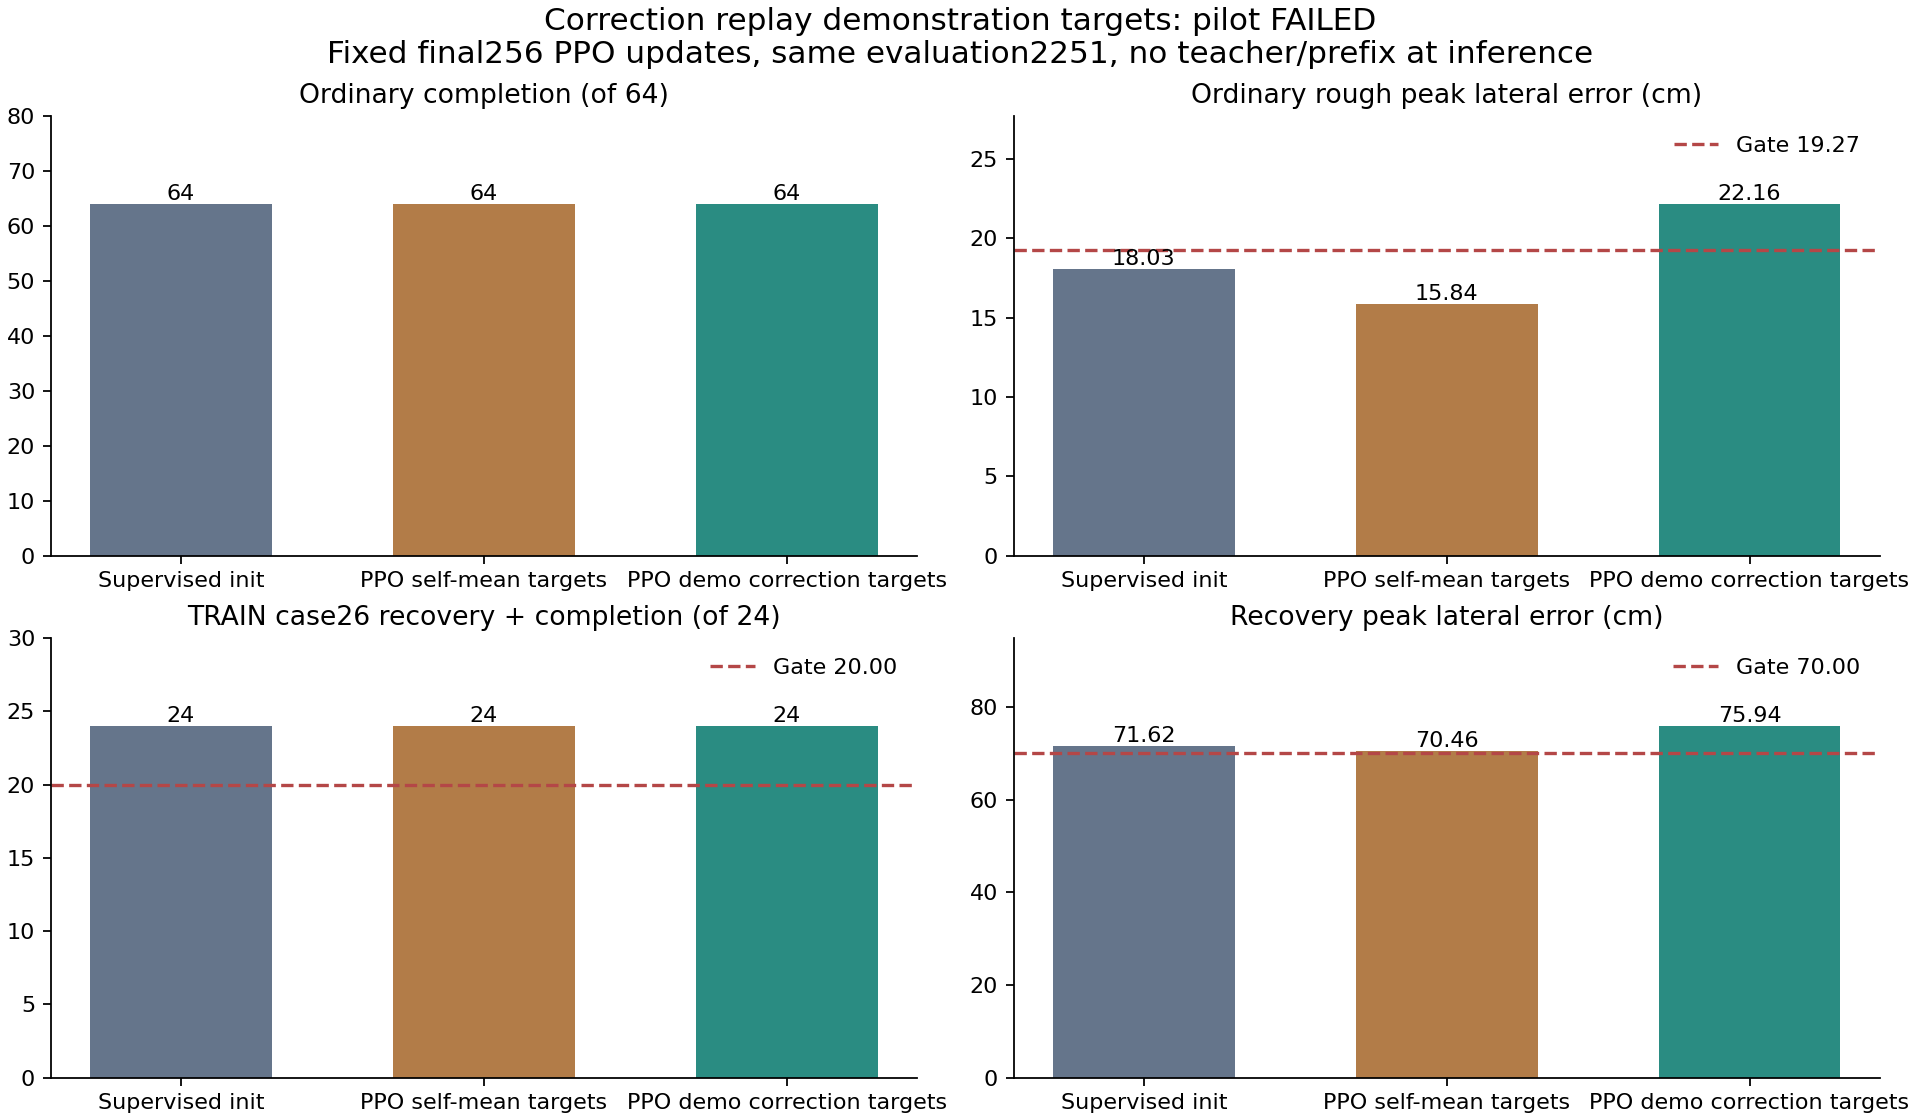 Correction replay demonstration targets: pilot FAILED
Fixed final256 PPO updates, same evaluation2251, no teacher/prefix at inference
Ordinary completion (of 64)
80
70
60
50
40
30
20
10
0
64
64
64
Supervised init
PPO self-mean targets
PPO demo correction targets
Ordinary rough peak lateral error (cm)
Gate 19.27
25
20
15
10
5
0
18.03
15.84
22.16
Supervised init
PPO self-mean targets
PPO demo correction targets
TRAIN case26 recovery + completion (of 24)
Gate 20.00
30
25
20
15
10
5
0
24
24
24
Supervised init
PPO self-mean targets
PPO demo correction targets
Recovery peak lateral error (cm)
Gate 70.00
80
60
40
20
0
71.62
70.46
75.94
Supervised init
PPO self-mean targets
PPO demo correction targets